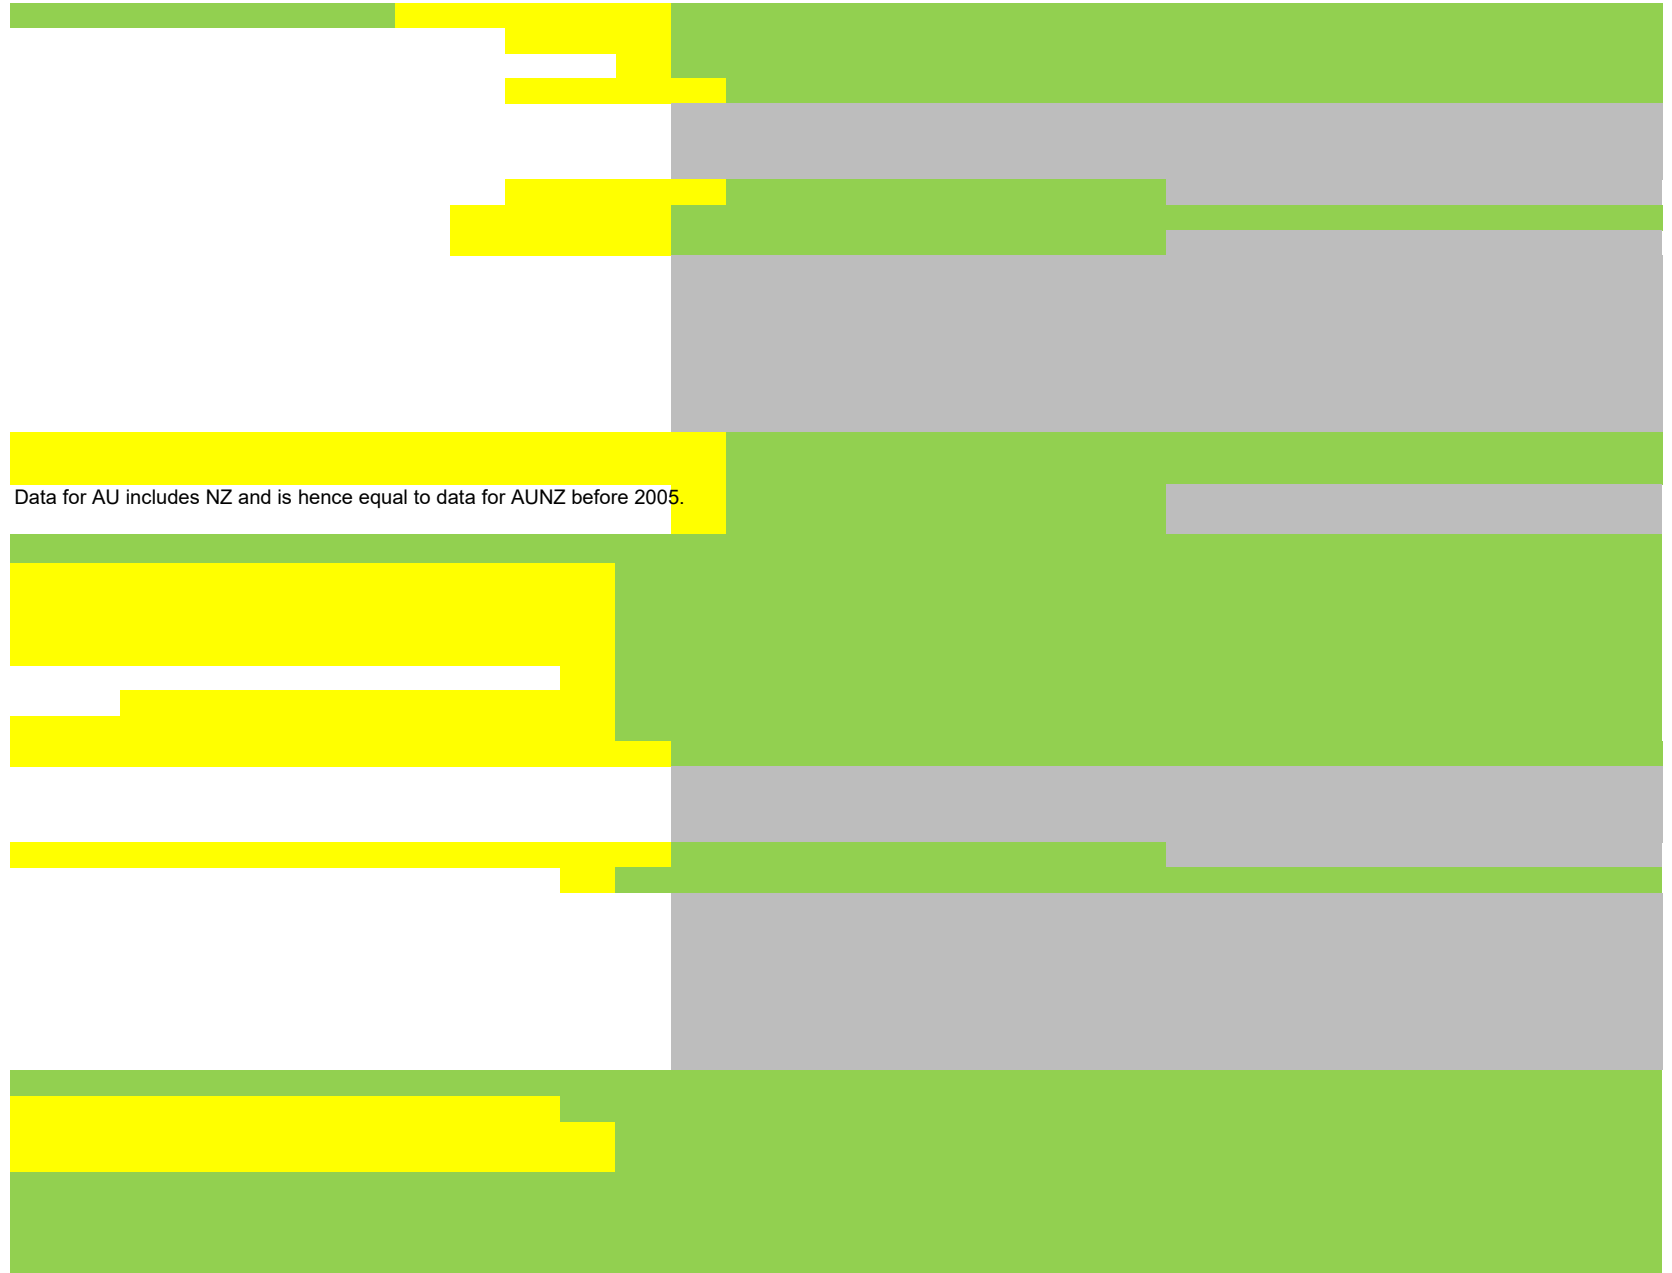 Data for AU includes NZ and is hence equal to data for AUNZ before 2005.